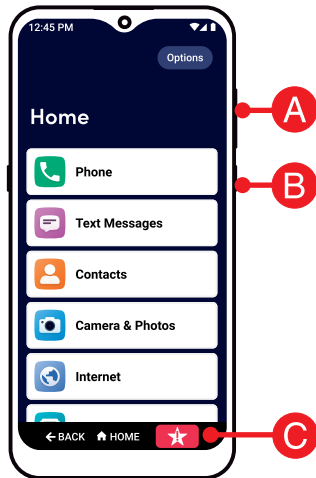 12:45 PM
Options
Home
A
Phone
B
Text Messages
Contacts
Camera & Photos
Internet
BACK HOME
C